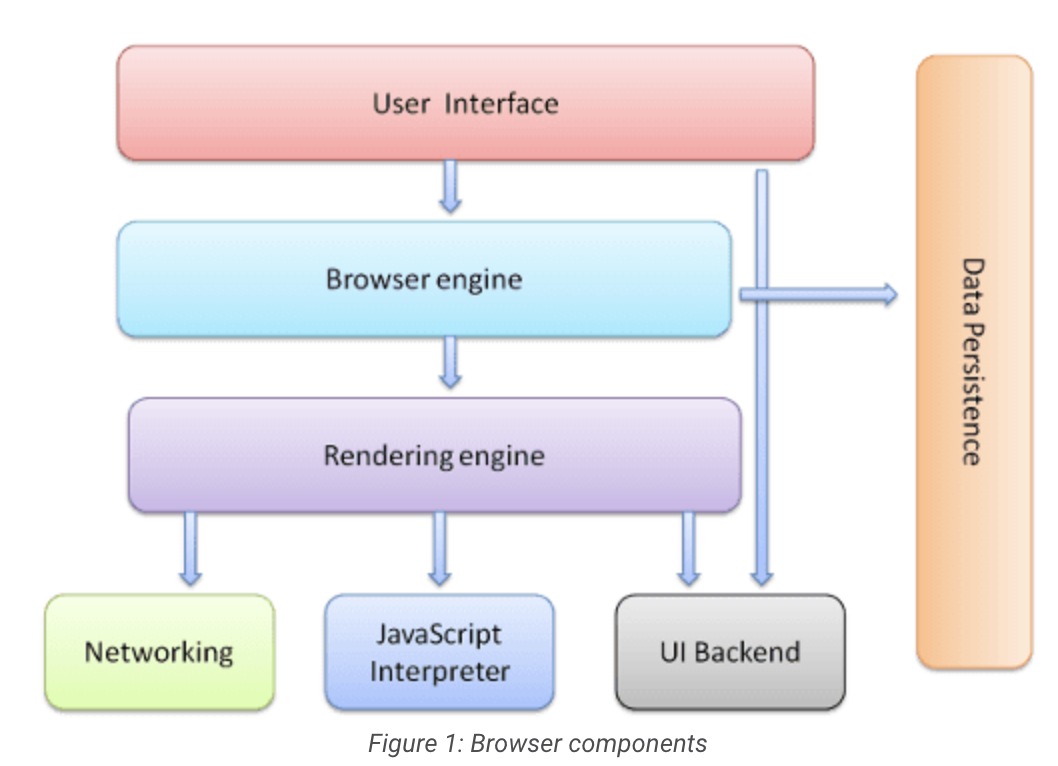 User Interface
Browser engine
Data Persistence
Rendering engine
Networking
JavaScript
Interpreter
UI Backend
Figure 1: Browser components